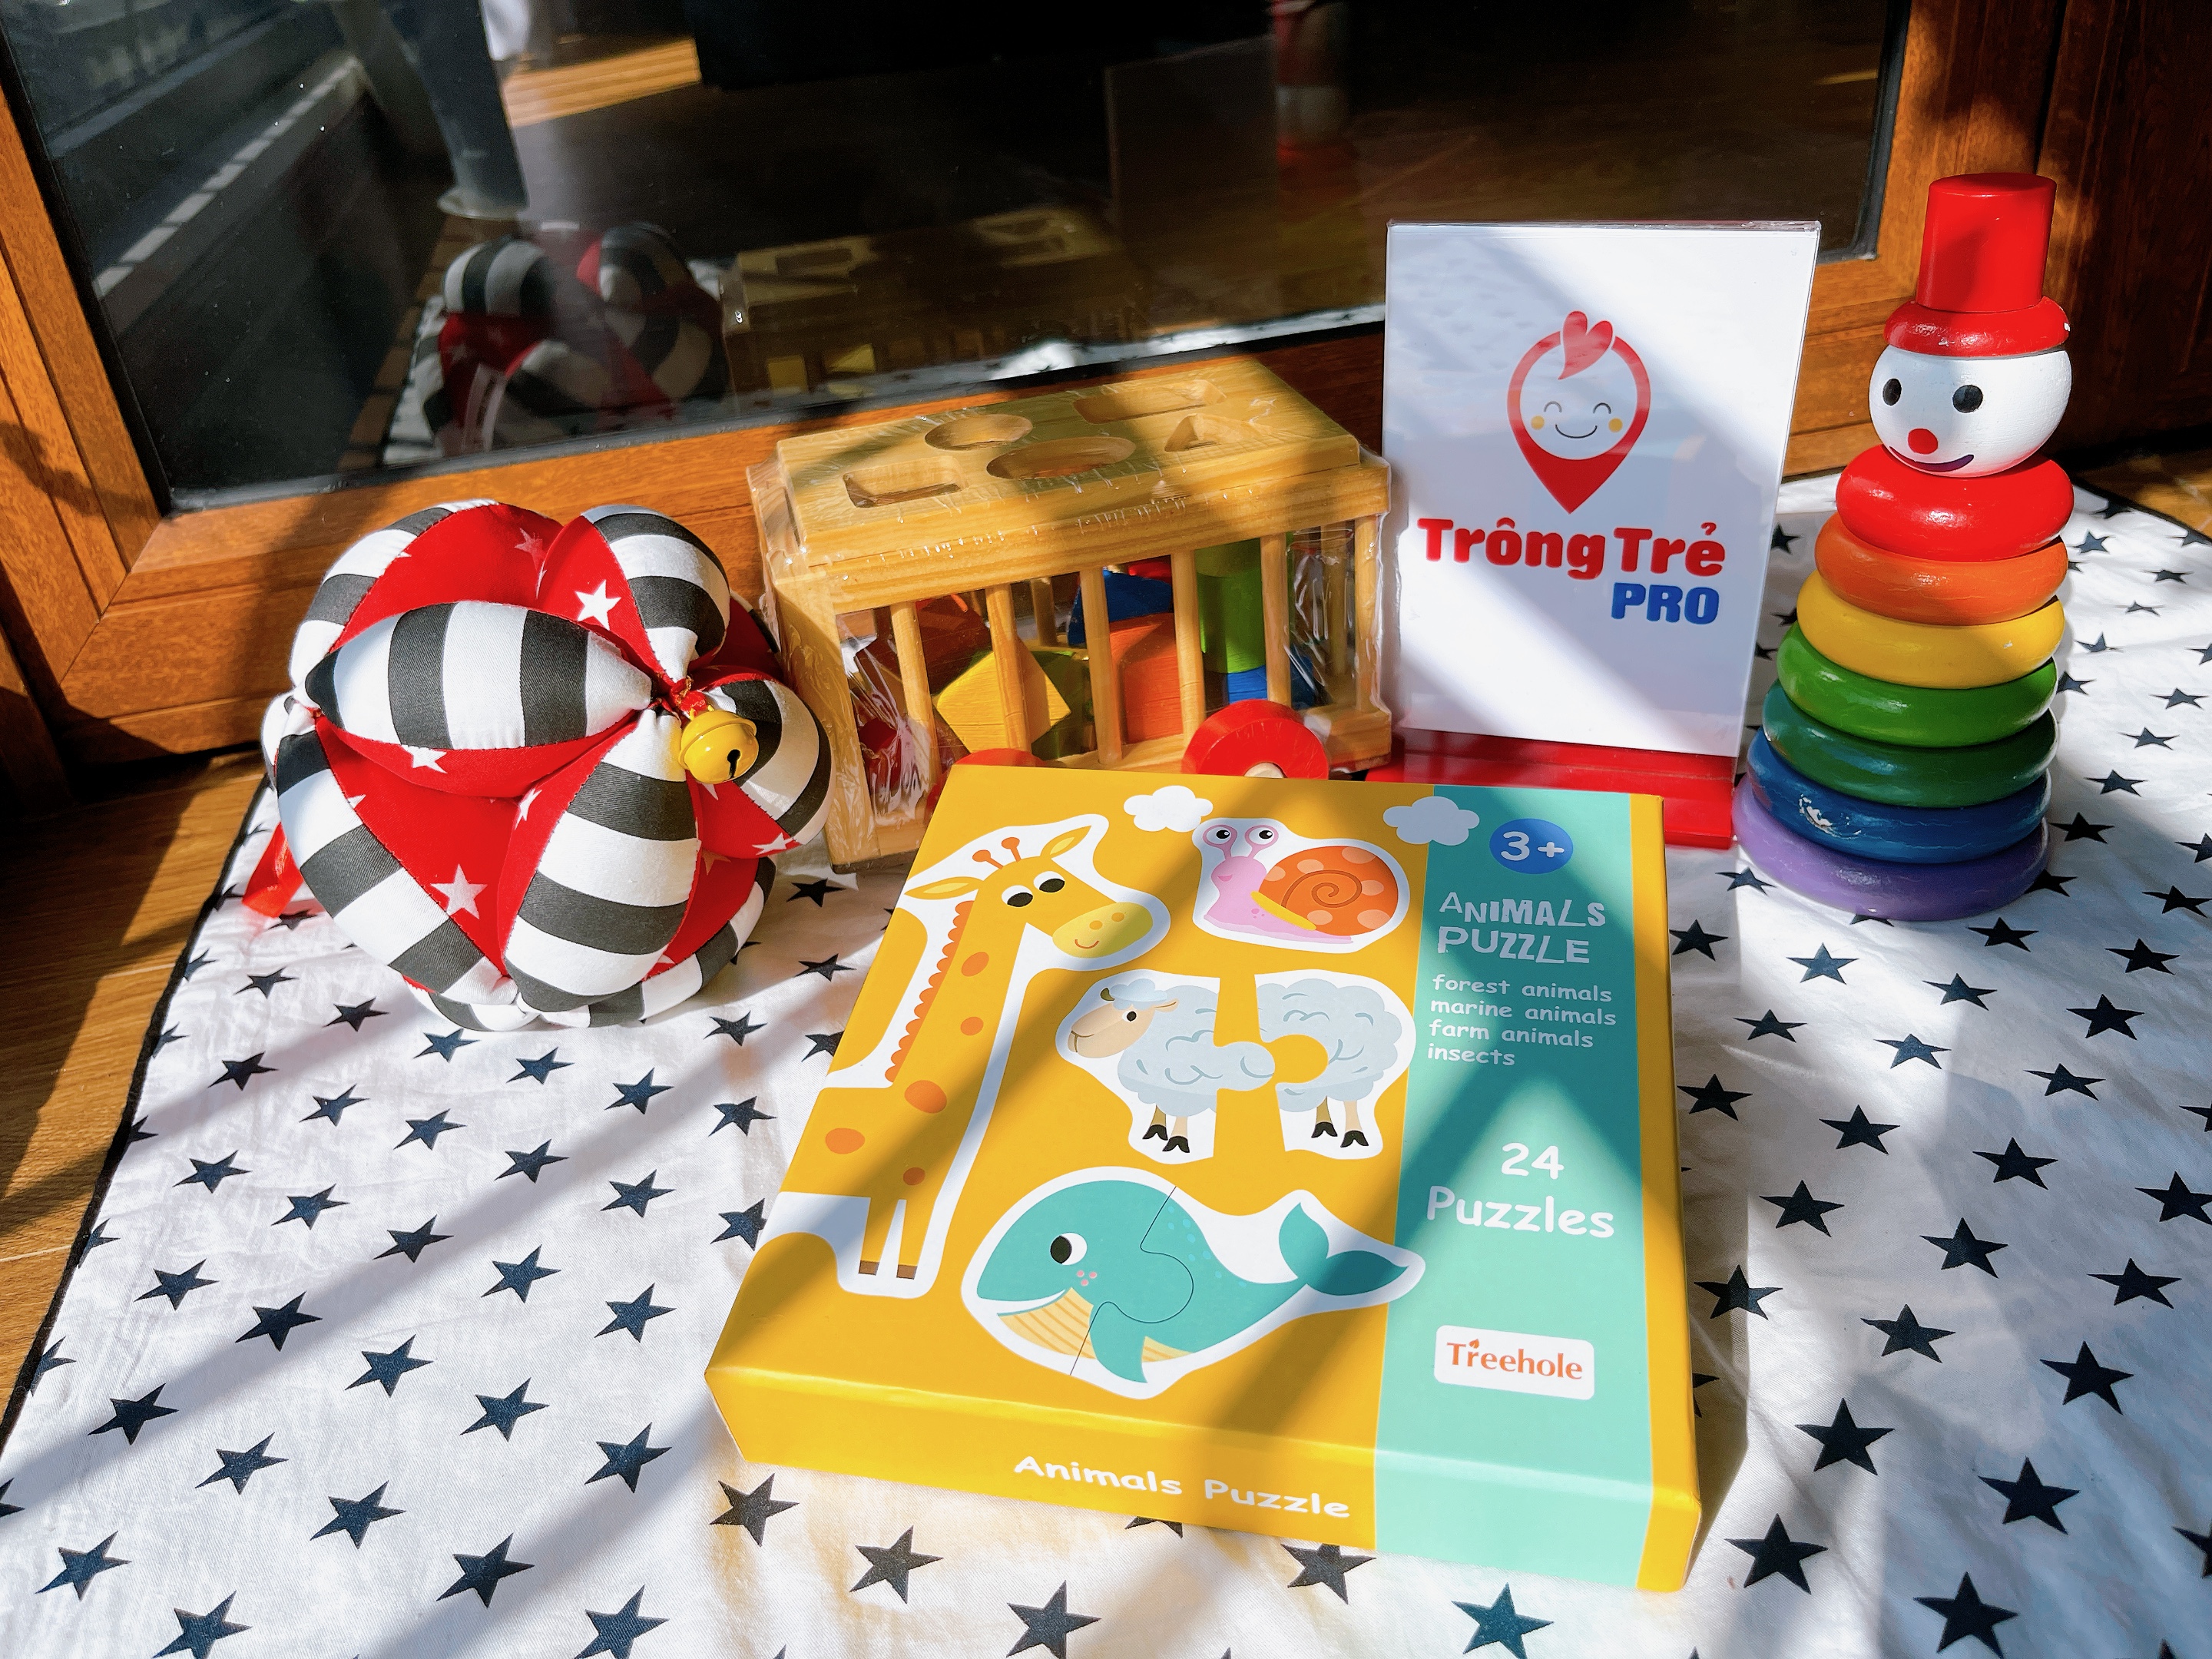 Trông Trẻ
PRO
3+
ANIMALS
PUZZLE
forest animals
marine animals
farm animals
insects
24
Puzzles
Treehole
Animals Puzzle